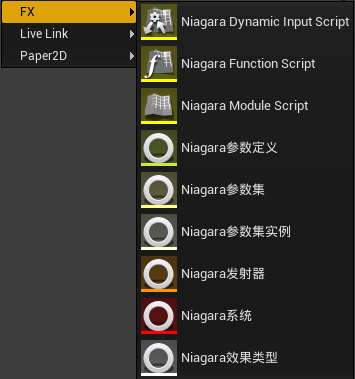 FX
Live Link
Paper2D
Niagara Dynamic Input Script
Niagara Function Script
Niagara Module Script
Niagara参数定义
Niagara参数集
Niagara参数集实例
Niagara发射器
Niagara系统
Niagara效果类型